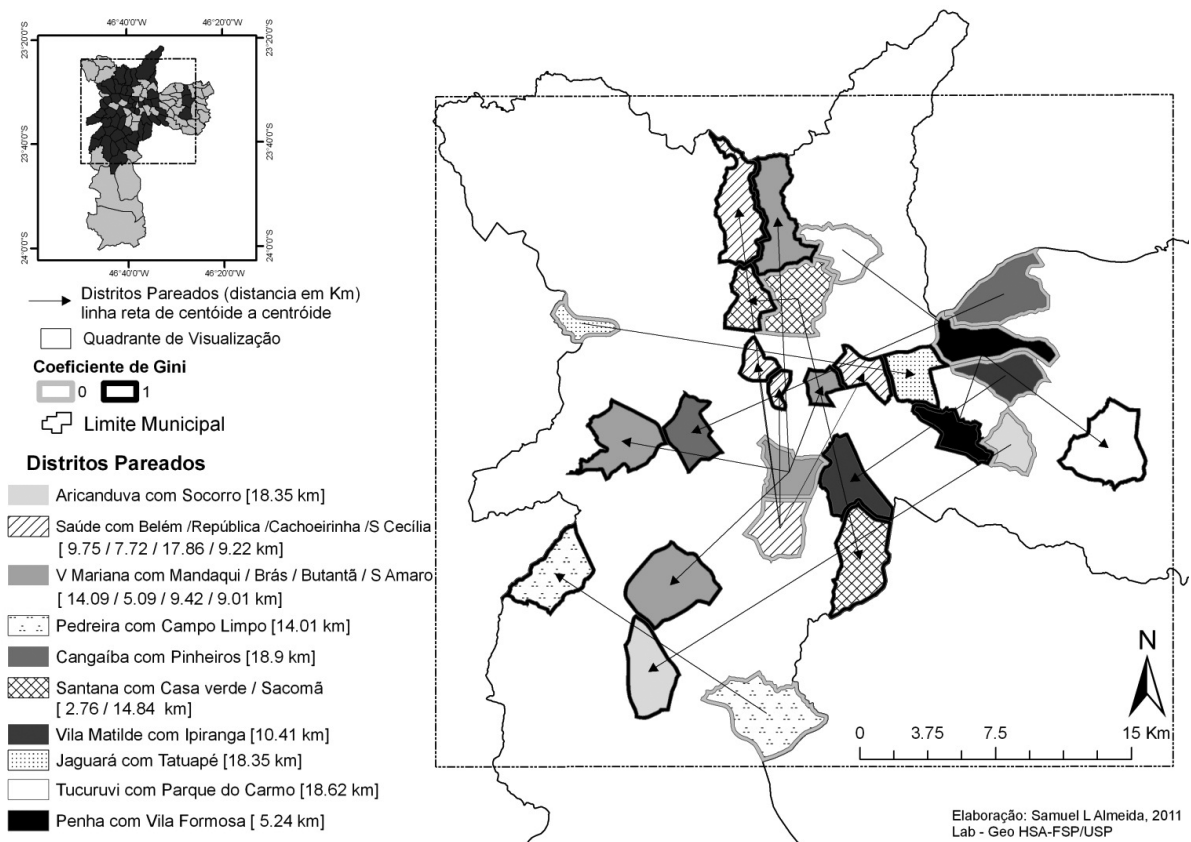 46°40'0"W
46°20'0"W
23°20'0"S
23°20'0"S
23°40'0"S
23°40'0"S
24°0'0"S
24°0'0"S
46°40'0"W
46°20'0"W
Distritos Pareados (distancia em Km)
linha reta de centóide a centróide
Quadrante de Visualização
Coeficiente de Gini
0 1
Limite Municipal
Distritos Pareados
Aricanduva com Socorro [18.35 km]
Saúde com Belém /República /Cachoeirinha /S Cecília
[ 9.75 / 7.72 / 17.86 / 9.22 km]
V Mariana com Mandaqui / Brás / Butantã / S Amaro
[ 14.09 / 5.09 / 9.42 / 9.01 km]
Pedreira com Campo Limpo [14.01 km]
Cangaíba com Pinheiros [18.9 km]
Santana com Casa verde / Sacomã
[ 2.76 / 14.84 km]
Vila Matilde com Ipiranga [10.41 km]
Jaguará com Tatuapé [18.35 km]
Tucuruvi com Parque do Carmo [18.62 km]
Penha com Vila Formosa [ 5.24 km]
N
0 3.75 7.5 15 Km
Elaboração: Samuel L Almeida, 2011
Lab - Geo HSA-FSP/USP